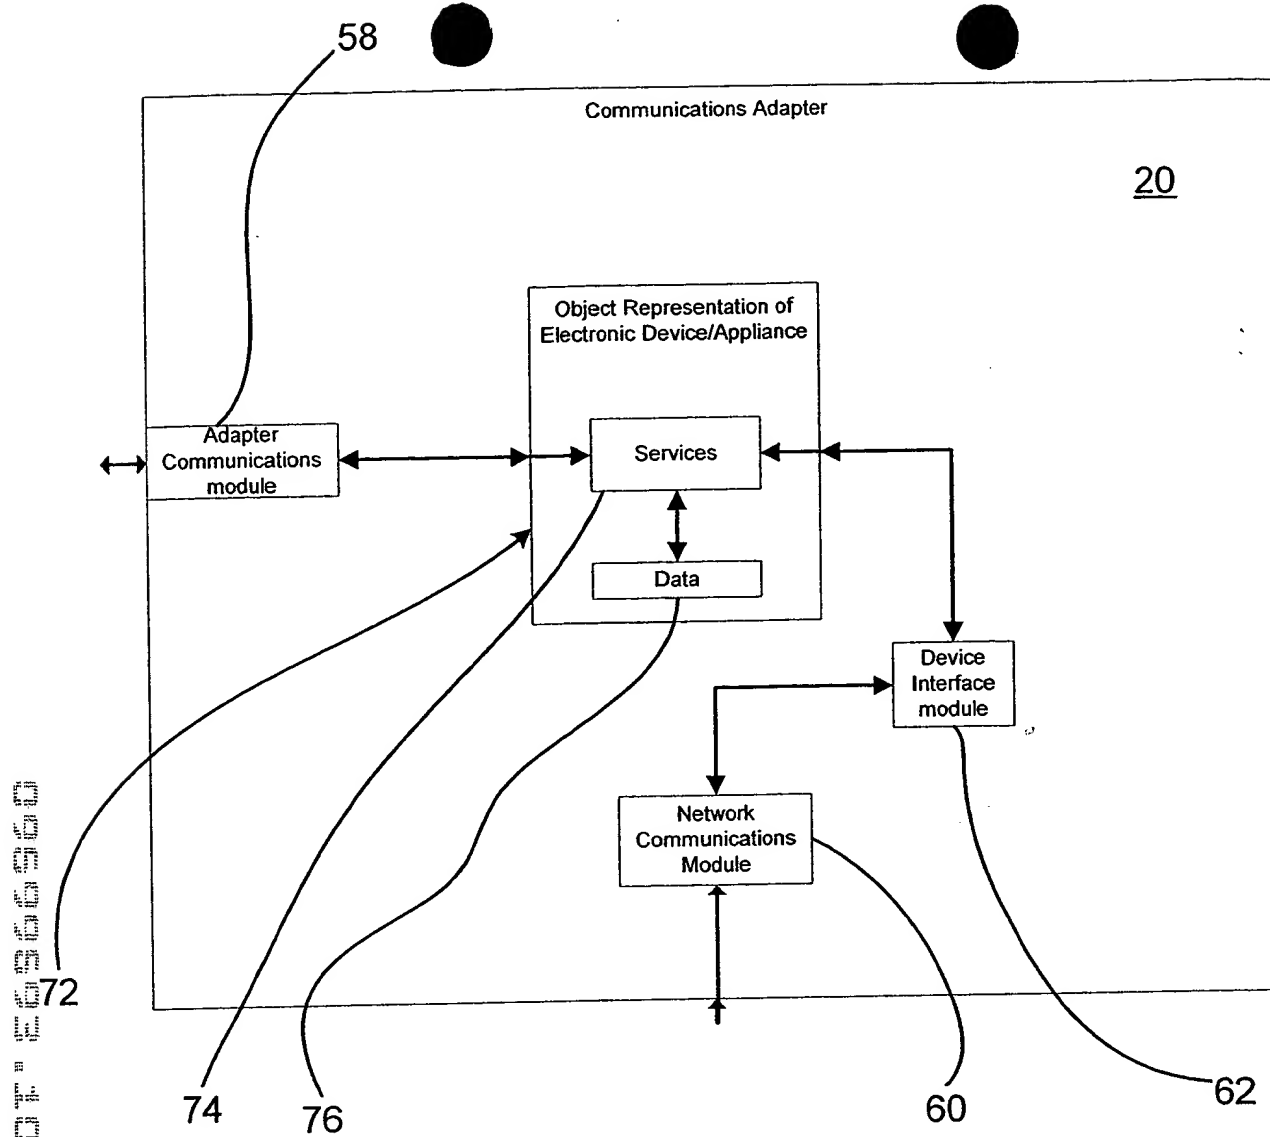 58
Communications Adapter
20
Object Representation of
Electronic Device/Appliance
Adapter
Communications
module
Services
Data
Device
Interface
module
Network
Communications
Module
72
74
76
60
62